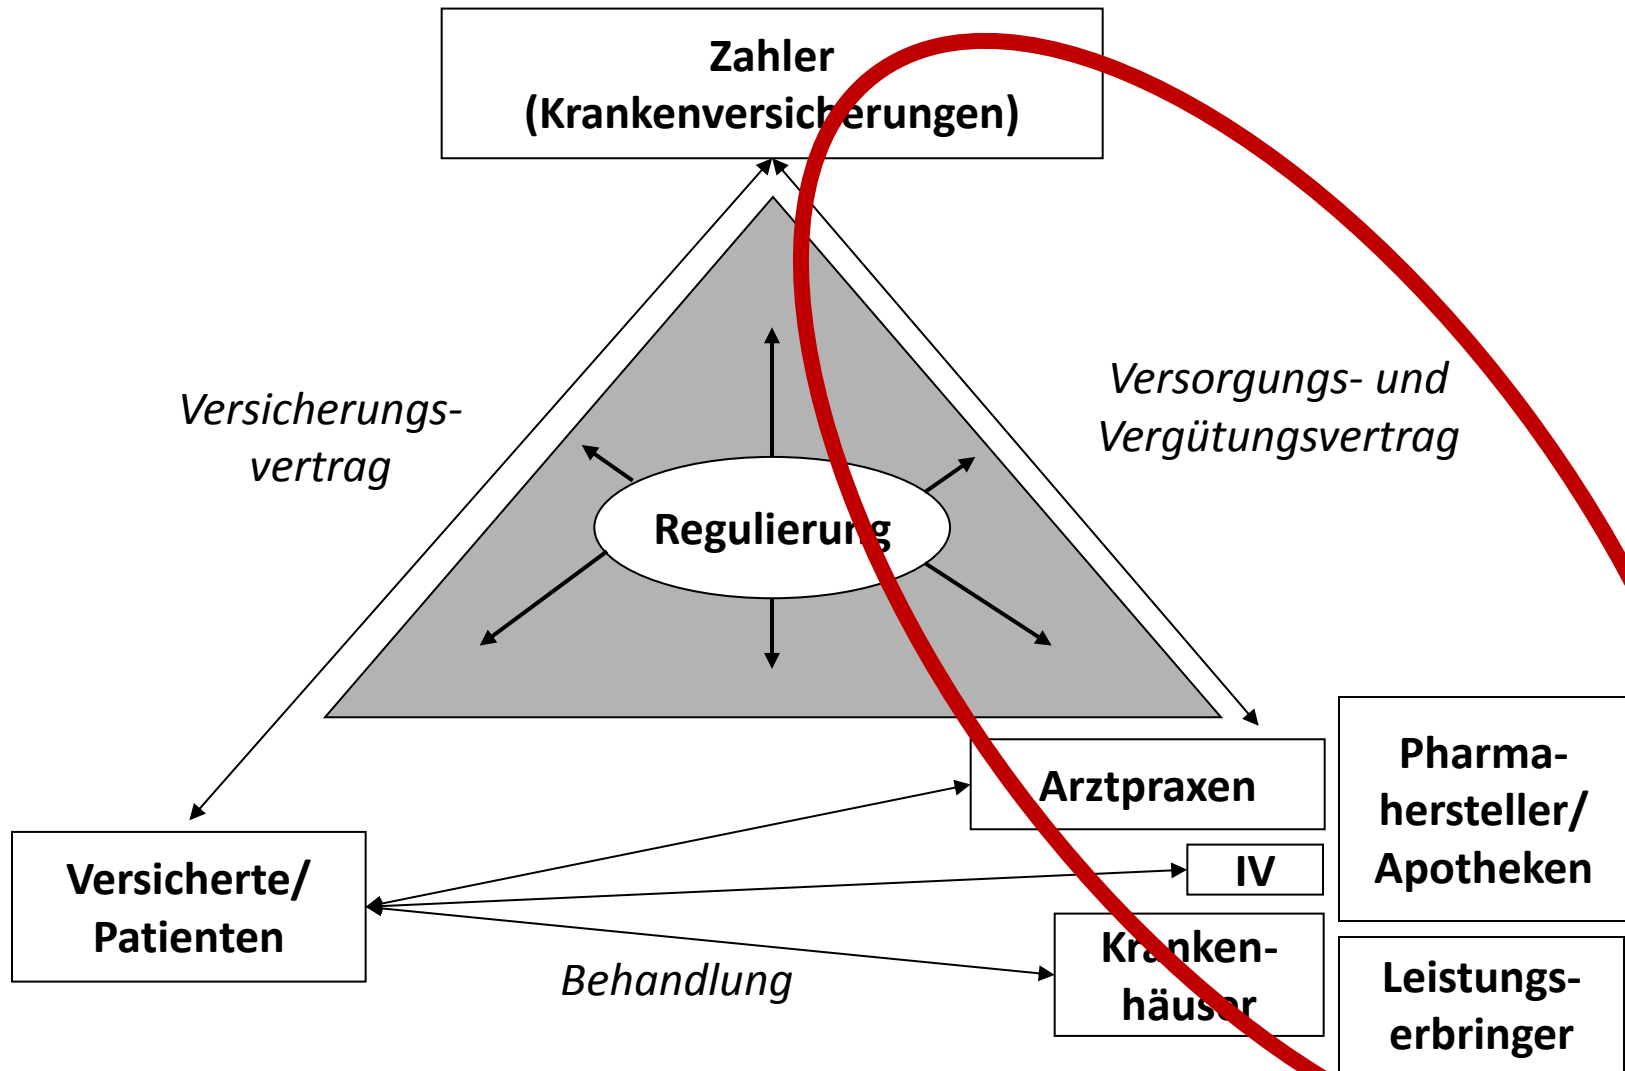 Zahler
(Krankenversicherungen)
Versicherungs-
vertrag
Versorgungs- und
Vergütungsvertrag
Regulierung
Arztpraxen
IV
Kranken-
häuser
Pharma-
hersteller/
Apotheken
Leistungs-
erbringer
Versicherte/
Patienten
Behandlung